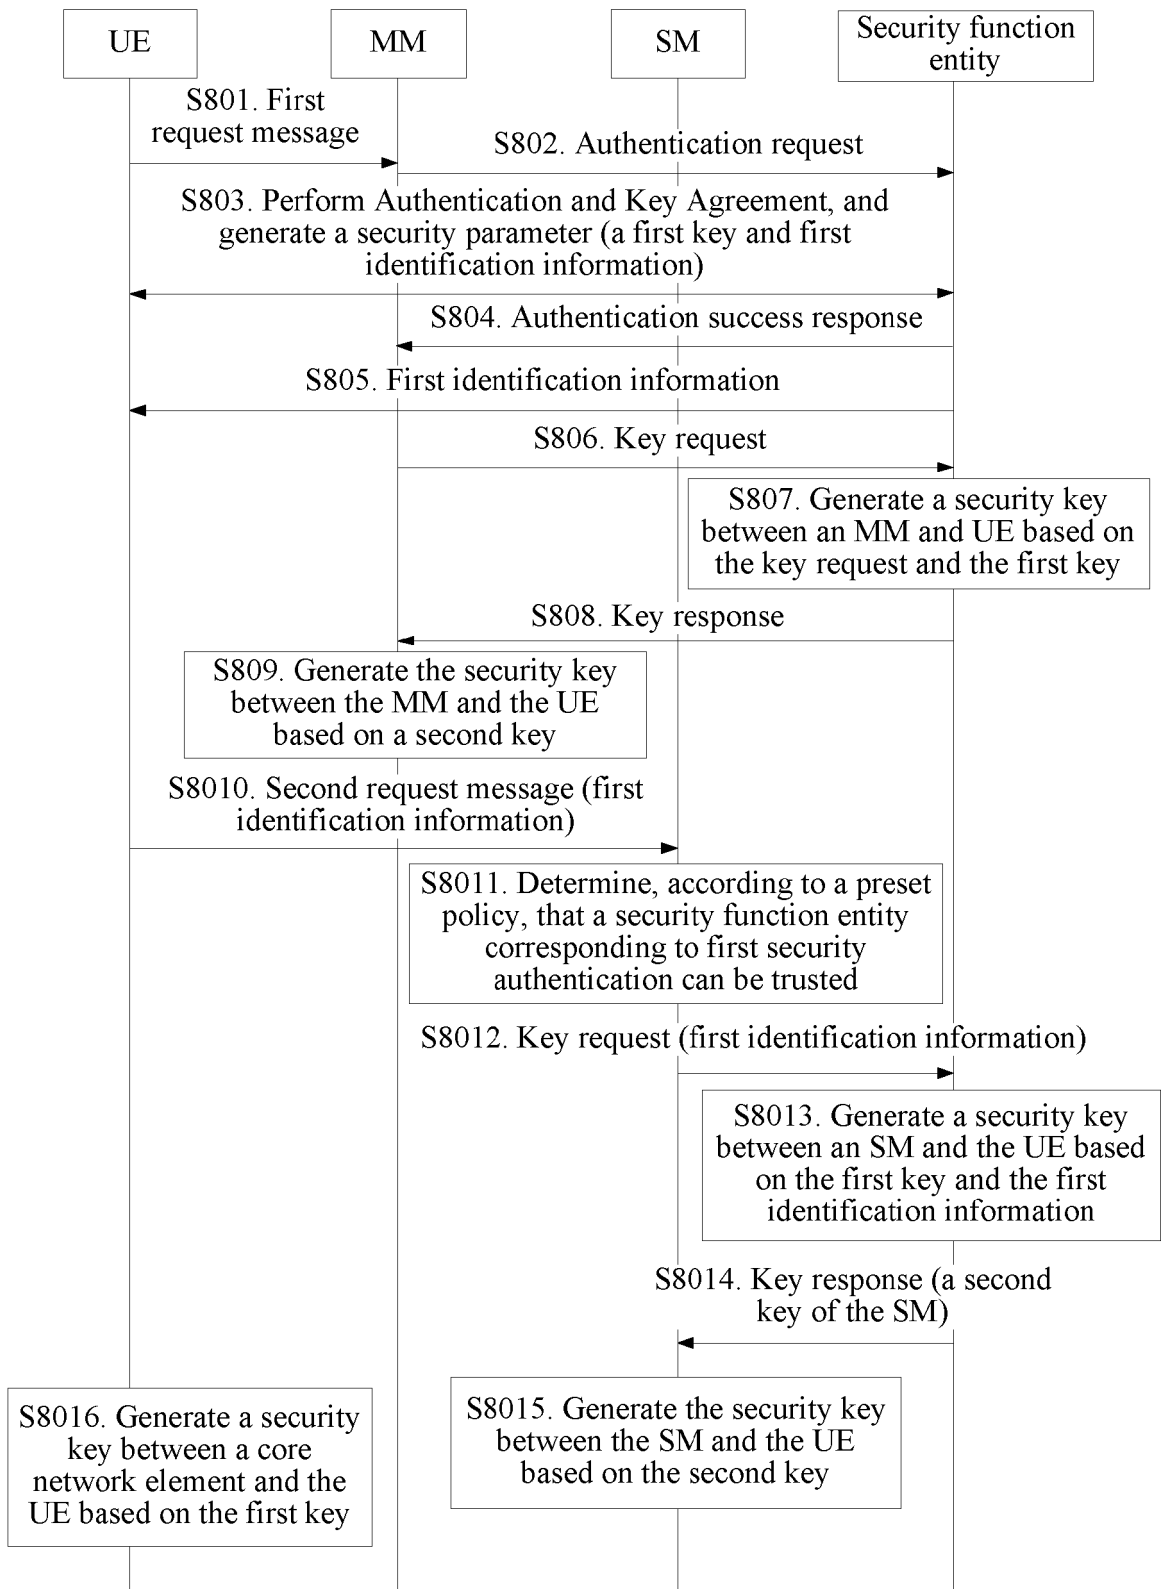 UE
MM
SM
Security function
entity
S801. First
request message
S802. Authentication request
S803. Perform Authentication and Key Agreement, and
generate a security parameter (a first key and first
identification information)
S804. Authentication success response
S805. First identification information
S806. Key request
S807. Generate a security key
between an MM and UE based on
the key request and the first key
S808. Key response
S809. Generate the security key
between the MM and the UE
based on a second key
S8010. Second request message (first
identification information)
S8011. Determine, according to a preset
policy, that a security function entity
corresponding to first security
authentication can be trusted
S8012. Key request (first identification information)
S8013. Generate a security key
between an SM and the UE based
on the first key and the first
identification information
S8014. Key response (a second
key of the SM)
S8015. Generate the security key
between the SM and the UE
based on the second key
S8016. Generate a security
key between a core
network element and the
UE based on the first key